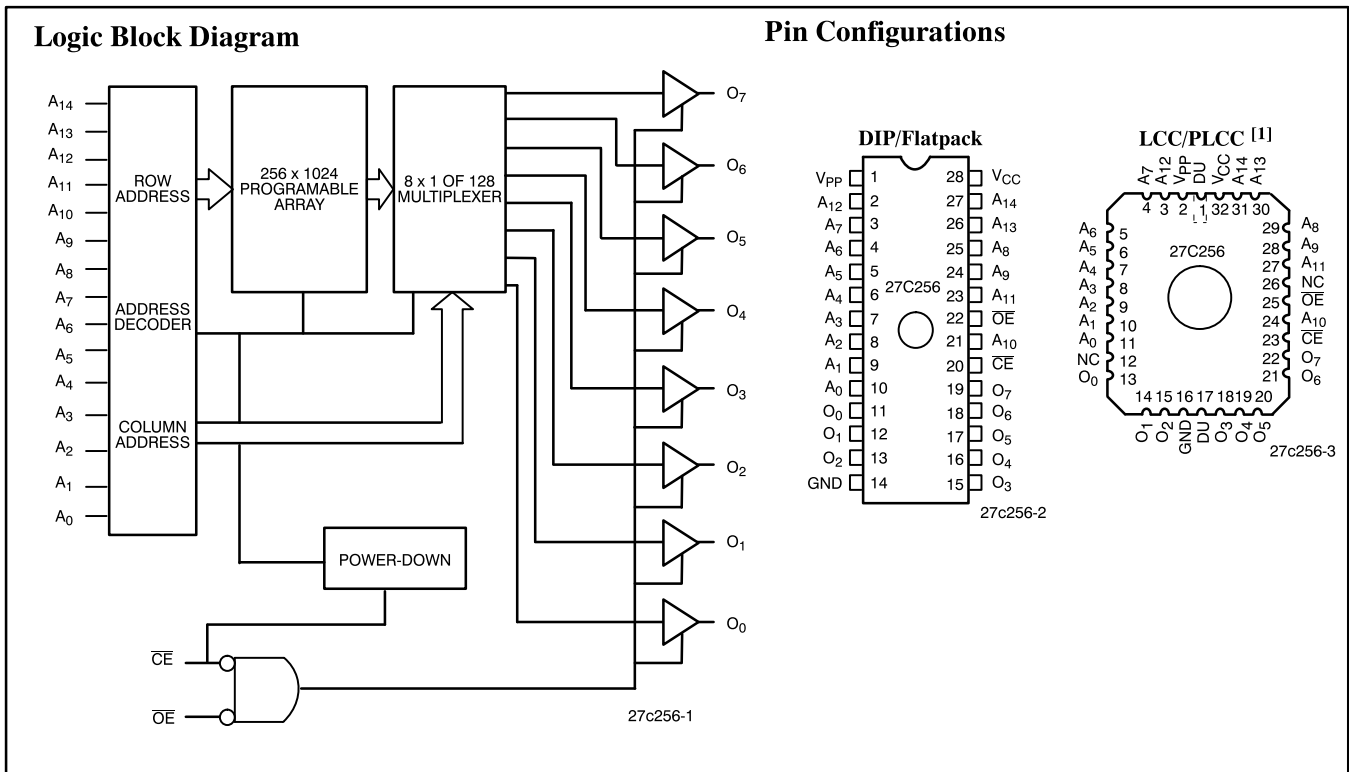 Logic Block Diagram
A14
A13
A12
A11
A10
A9
A8
A7
A6
A5
A4
A3
A2
A1
A0
ROW
ADDRESS
ADDRESS
DECODER
COLUMN
ADDRESS
256 x 1024
PROGRAMABLE
ARRAY
8 x 1 OF 128
MULTIPLEXER
POWER-DOWN
C̅E̅
O̅E̅
O7
O6
O5
O4
O3
O2
O1
O0
27c256-1
Pin Configurations
DIP/Flatpack
VPP 1 28 VCC
A12 2 27 A14
A7 3 26 A13
A6 4 25 A8
A5 5 24 A9
27C256
A4 6 23 A11
A3 7 22 O̅E̅
A2 8 21 A10
A1 9 20 C̅E̅
A0 10 19 O7
O0 11 18 O6
O1 12 17 O5
O2 13 16 O4
GND 14 15 O3
27c256-2
LCC/PLCC [1]
A7 A12 VPP DU VCC A14 A13
4 3 2 1 32 31 30
A6 5 29 A8
A5 6 28 A9
27C256
A4 7 27 A11
A3 8 26 NC
A2 9 25 O̅E̅
A1 10 24 A10
A0 11 23 C̅E̅
NC 12 22 O7
O0 13 21 O6
14 15 16 17 18 19 20
O1 O2 GND DU O3 O4 O5
27c256-3